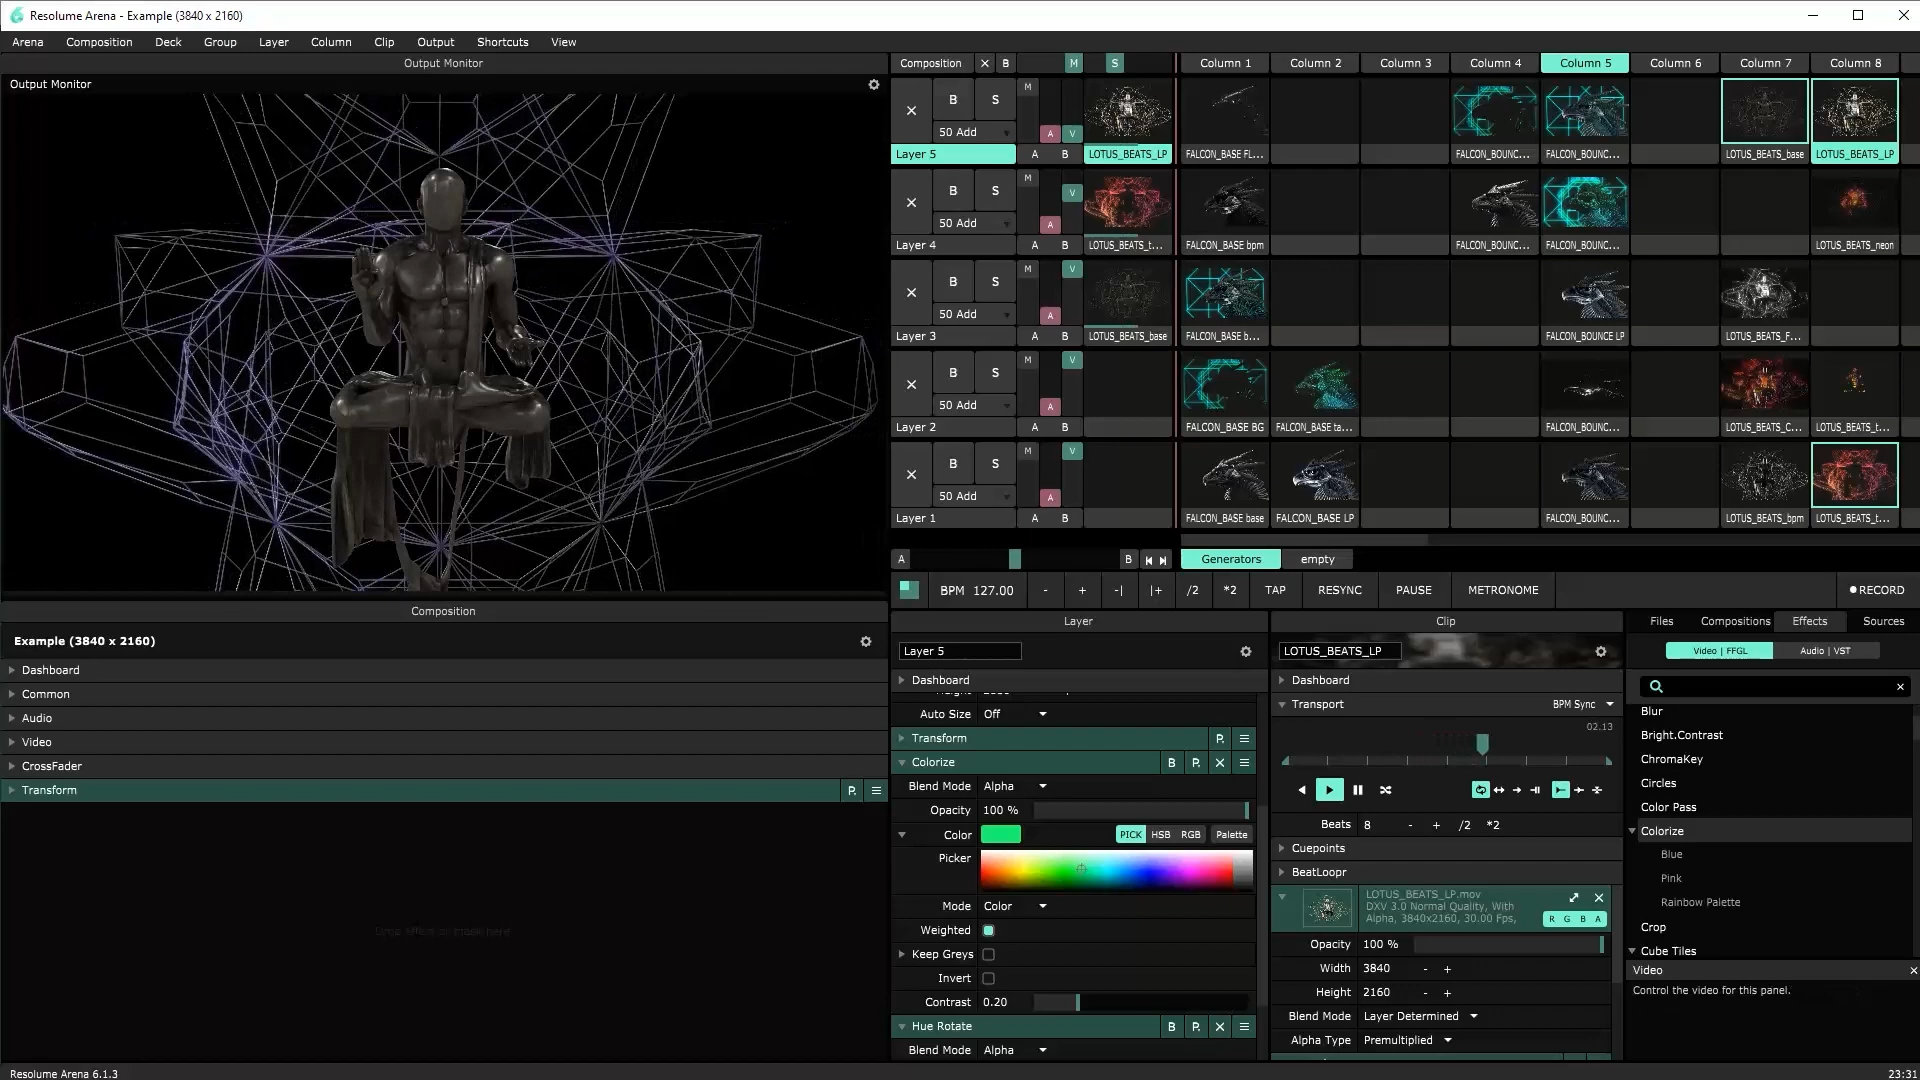 Resolume Arena - Example (3840 x 2160)
Arena Composition Deck Group Layer Column Clip Output Shortcuts View
Output Monitor
Output Monitor
Composition B M S Column 1 Column 2 Column 3 Column 4 Column 5 Column 6 Column 7 Column 8
B S M
50 Add A V
Layer 5 A B LOTUS_BEATS_LP FALCON_BASE FL... FALCON_BOUNC... FALCON_BOUNC... LOTUS_BEATS_base LOTUS_BEATS_LP
B S M V
50 Add A
Layer 4 A B LOTUS_BEATS_t... FALCON_BASE bpm FALCON_BOUNC... FALCON_BOUNC... LOTUS_BEATS_neon
B S M V
50 Add A
Layer 3 A B LOTUS_BEATS_base FALCON_BASE b... FALCON_BOUNCE LP LOTUS_BEATS_F...
B S M V
50 Add A
Layer 2 A B FALCON_BASE BG FALCON_BASE ta... FALCON_BOUNC... LOTUS_BEATS_C... LOTUS_BEATS_t...
B S M V
50 Add A
Layer 1 A B FALCON_BASE base FALCON_BASE LP FALCON_BOUNC... LOTUS_BEATS_bpm LOTUS_BEATS_t...
A B Generators empty
BPM 127.00 - + -| |+ /2 *2 TAP RESYNC PAUSE METRONOME RECORD
Composition
Example (3840 x 2160)
Dashboard
Common
Audio
Video
CrossFader
Transform P.
Layer
Layer 5
Dashboard
Auto Size Off
Transform P.
Colorize B P.
Blend Mode Alpha
Opacity 100 %
Color PICK HSB RGB Palette
Picker
Mode Color
Weighted
Keep Greys
Invert
Contrast 0.20
Hue Rotate B P.
Blend Mode Alpha
Clip
LOTUS_BEATS_LP
Dashboard
Transport BPM Sync
02.13
Beats 8 - + /2 *2
Cuepoints
BeatLoopr
LOTUS_BEATS_LP.mov
DXV 3.0 Normal Quality, With
Alpha, 3840x2160, 30.00 Fps,
R G B A
Opacity 100 %
Width 3840 - +
Height 2160 - +
Blend Mode Layer Determined
Alpha Type Premultiplied
Files Compositions Effects Sources
Video | FFGL Audio | VST
Blur
Bright.Contrast
ChromaKey
Circles
Color Pass
Colorize
Blue
Pink
Rainbow Palette
Crop
Cube Tiles
Video
Control the video for this panel.
Resolume Arena 6.1.3 23:31